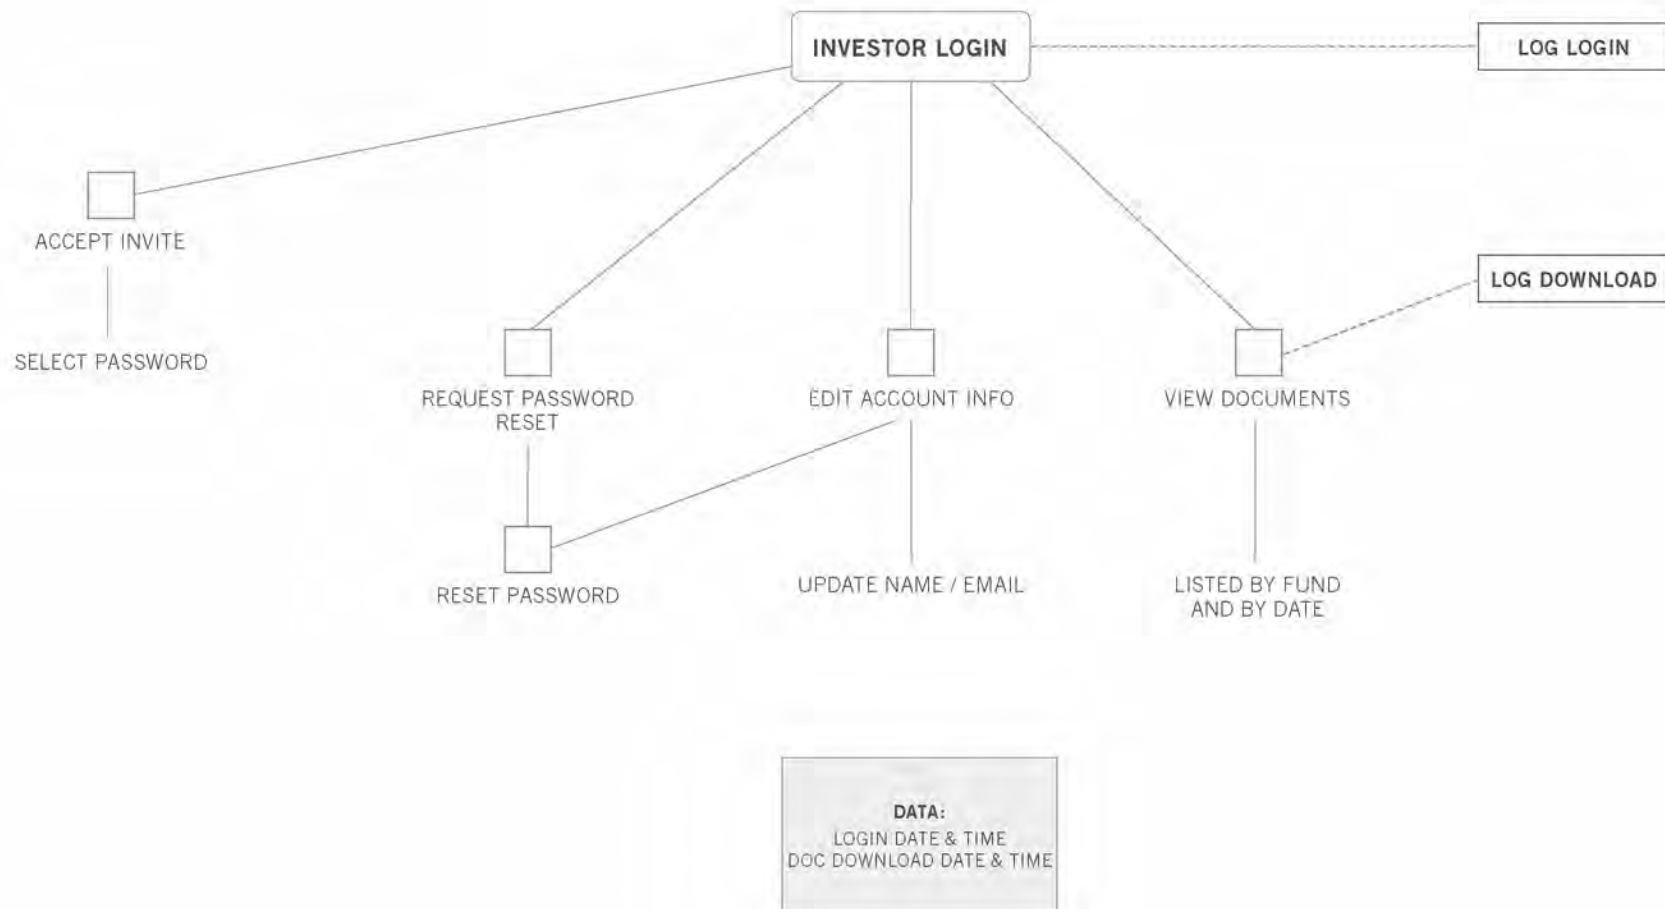 INVESTOR LOGIN
LOG LOGIN
ACCEPT INVITE
LOG DOWNLOAD
SELECT PASSWORD
REQUEST PASSWORD
RESET
EDIT ACCOUNT INFO
VIEW DOCUMENTS
RESET PASSWORD
UPDATE NAME / EMAIL
LISTED BY FUND
AND BY DATE
DATA:
LOGIN DATE & TIME
DOC DOWNLOAD DATE & TIME